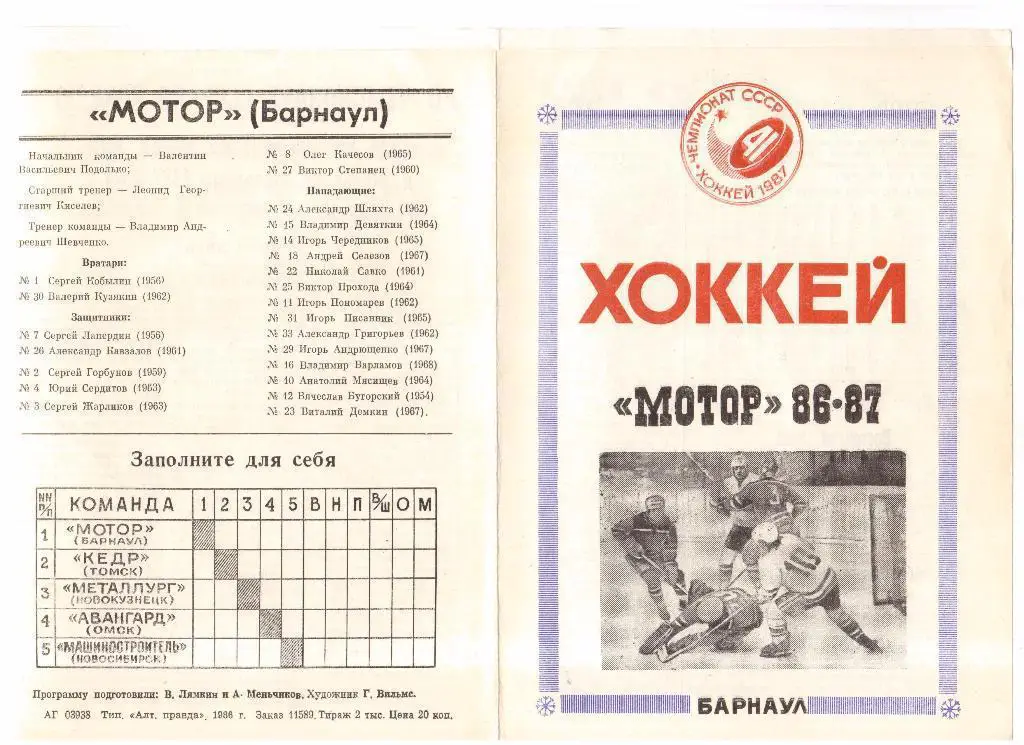 «МОТОР» (Барнаул)
Начальник команды — Валентин
Васильевич Подолько;
Старший тренер — Леонид Геор-
гиевич Киселев;
Тренер команды — Владимир Анд-
реевич Шевченко.
Вратари:
№ 1 Сергей Кобылин (1956)
№ 30 Валерий Кузякин (1962)
Защитники:
№ 7 Сергей Лапердин (1956)
№ 26 Александр Кавзалов (1961)
№ 2 Сергей Горбунов (1959)
№ 4 Юрий Сердитов (1963)
№ 3 Сергей Жарликов (1963)
№ 8 Олег Качесов (1965)
№ 27 Виктор Степанец (1960)
Нападающие:
№ 24 Александр Шляхта (1962)
№ 15 Владимир Девяткин (1964)
№ 14 Игорь Чередников (1965)
№ 18 Андрей Селезов (1967)
№ 22 Николай Савко (1961)
№ 25 Виктор Прохода (1964)
№ 11 Игорь Пономарев (1962)
№ 31 Игорь Писанник (1965)
№ 33 Александр Григорьев (1962)
№ 29 Игорь Андрющенко (1967)
№ 16 Владимир Варламов (1968)
№ 10 Анатолий Мясищев (1964)
№ 12 Вячеслав Бугорский (1954)
№ 23 Виталий Демкин (1967).
Заполните для себя
NN П/П КОМАНДА 1 2 3 4 5 В Н П В/Ш О М
1 «МОТОР»
(БАРНАУЛ)
2 «КЕДР»
(ТОМСК)
3 «МЕТАЛЛУРГ»
(НОВОКУЗНЕЦК)
4 «АВАНГАРД»
(ОМСК)
5 «МАШИНОСТРОИТЕЛЬ»
(НОВОСИБИРСК)
Программу подготовили: В. Лямкин и А. Меньчиков, Художник Г. Вильмс.
АГ 03938 Тип. «Алт. правда», 1986 г. Заказ 11589. Тираж 2 тыс. Цена 20 коп.
ЧЕМПИОНАТ СССР
ХОККЕЙ 1987
ХОККЕЙ
«МОТОР» 86·87
10
БАРНАУЛ